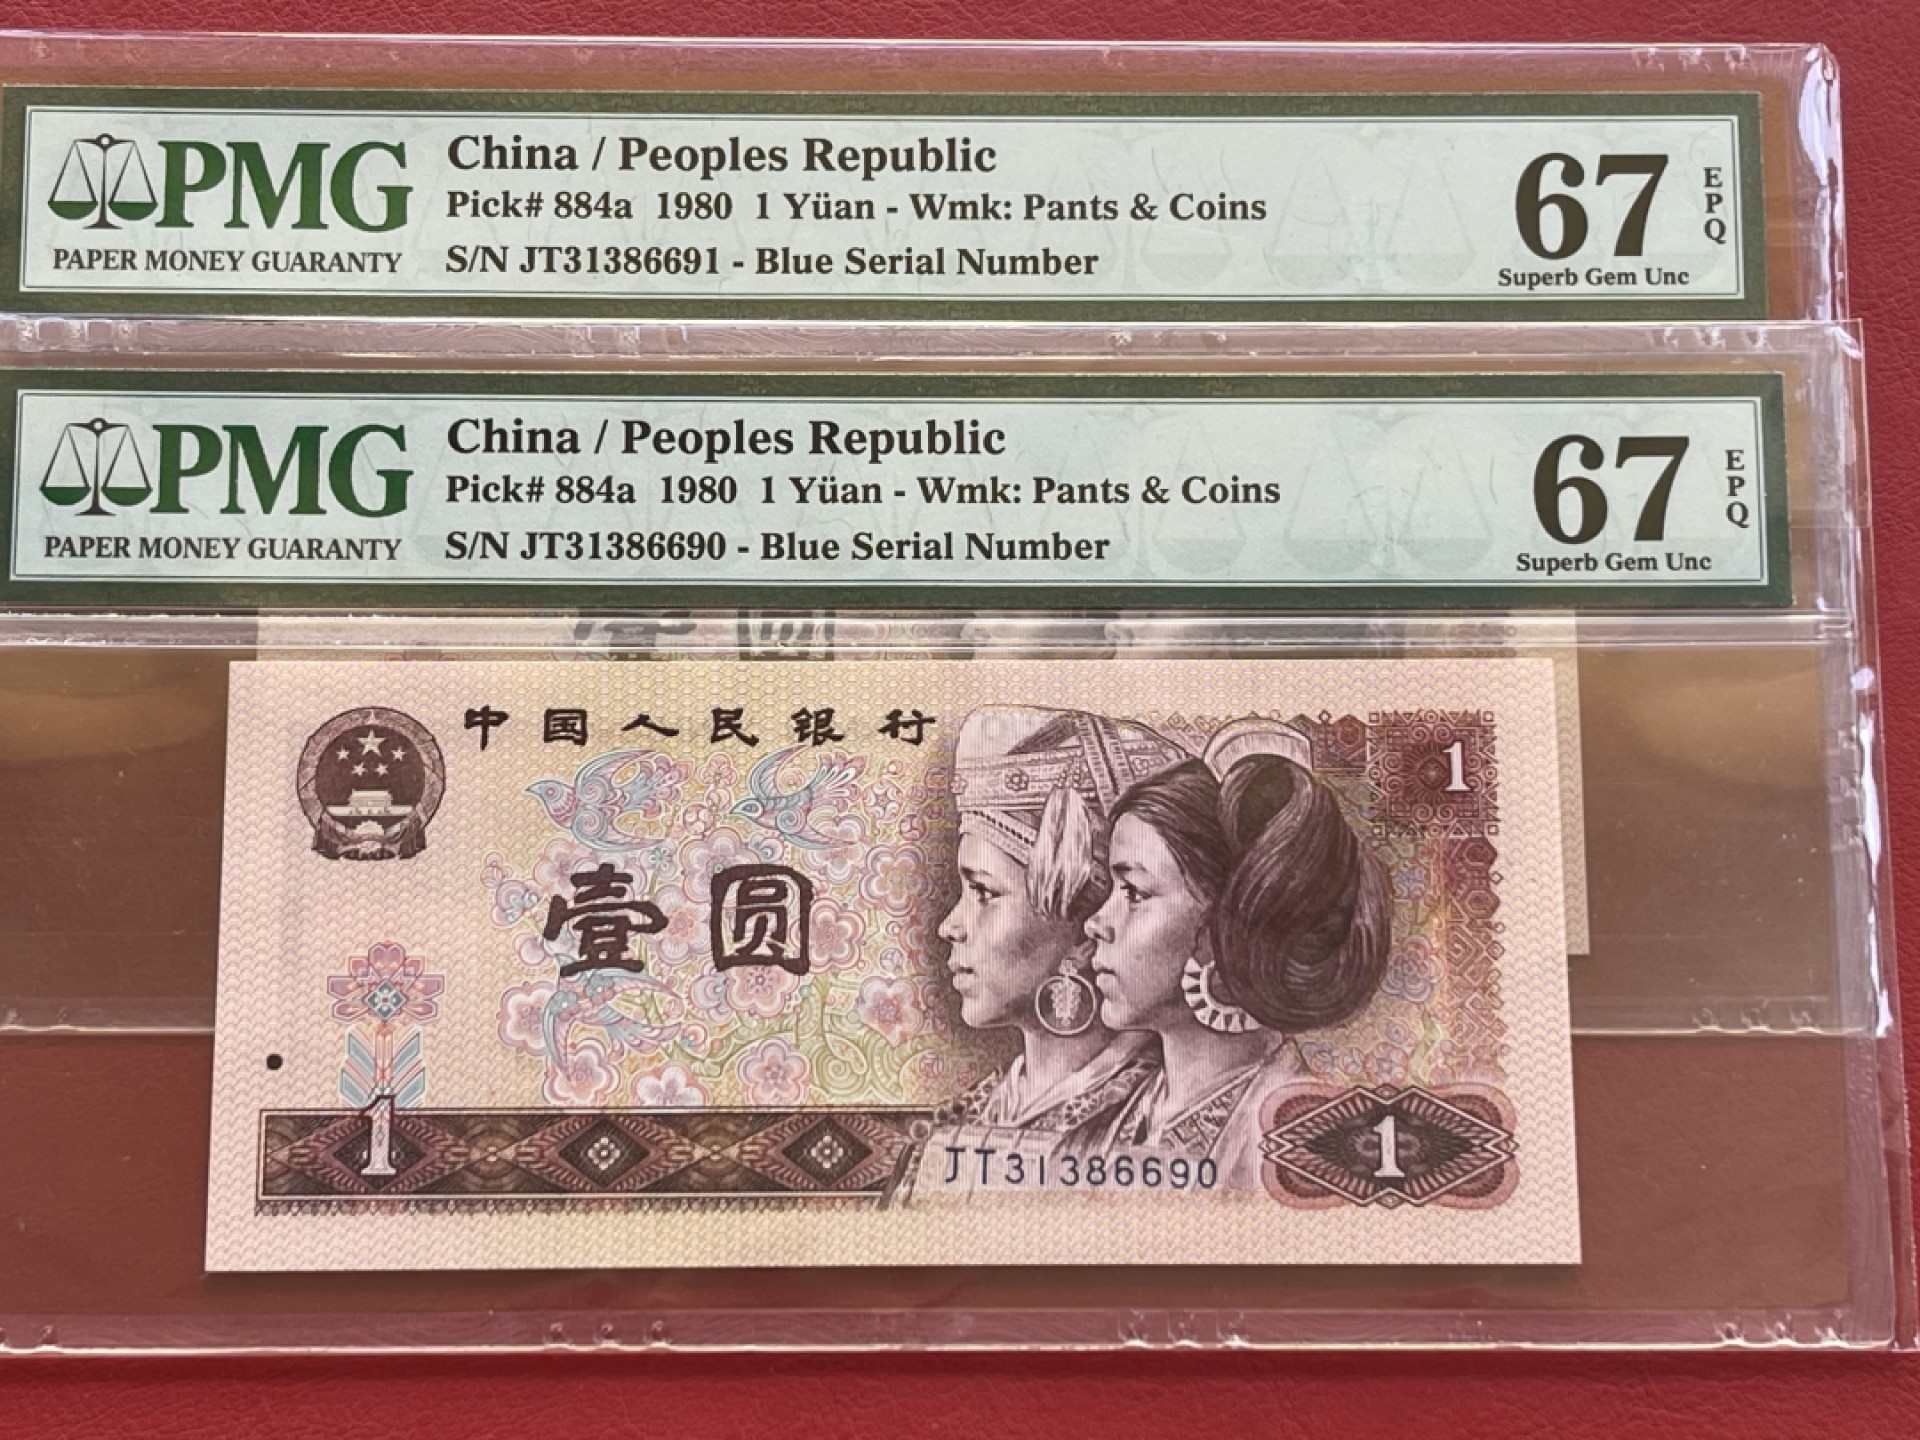 PMG
PAPER MONEY GUARANTY
China / Peoples Republic
Pick# 884a 1980 1 Yüan - Wmk: Pants & Coins
S/N JT31386691 - Blue Serial Number
67
EPQ
Superb Gem Unc
PMG
PAPER MONEY GUARANTY
China / Peoples Republic
Pick# 884a 1980 1 Yüan - Wmk: Pants & Coins
S/N JT31386690 - Blue Serial Number
67
EPQ
Superb Gem Unc
中国人民银行
1
壹圆
1
JT31386690
1